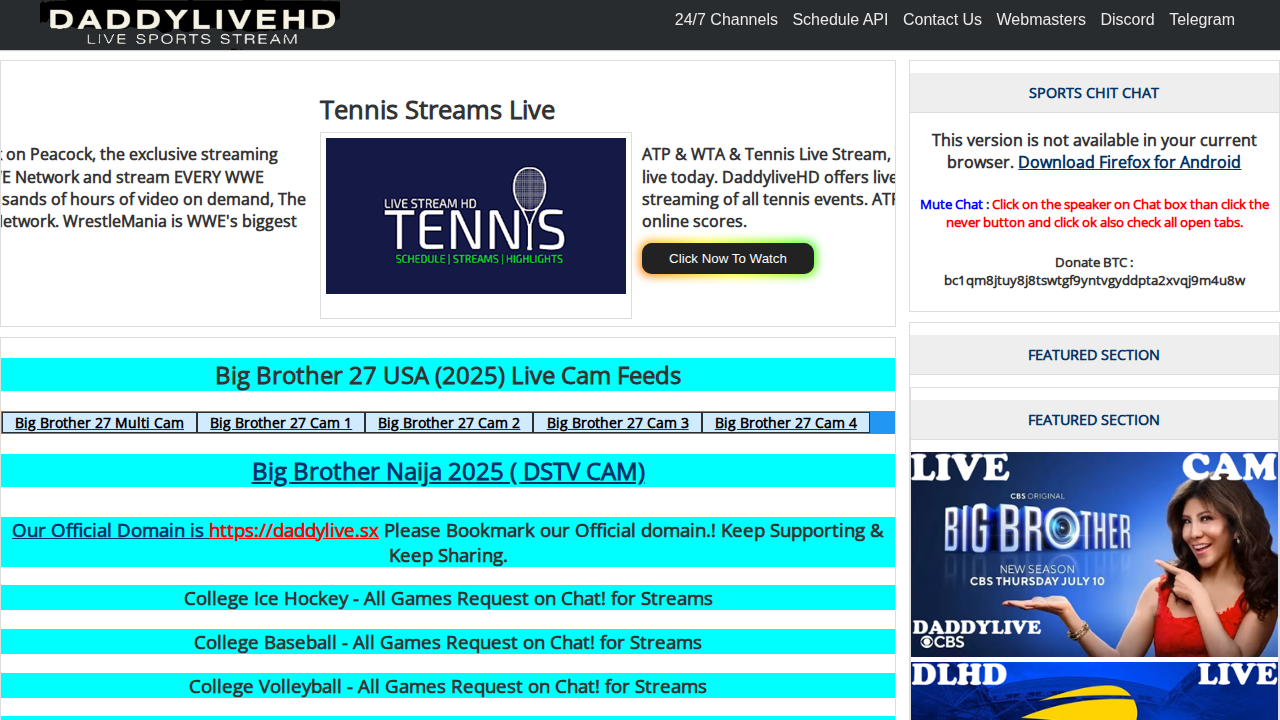 DADDYLIVEHD
LIVE SPORTS STREAM
24/7 Channels Schedule API Contact Us Webmasters Discord Telegram
on Peacock, the exclusive streaming
Network and stream EVERY WWE
of hours of video on demand, The
WrestleMania is WWE's biggest
Tennis Streams Live
LIVE STREAM HD
TENNIS
SCHEDULE | STREAMS | HIGHLIGHTS
ATP & WTA & Tennis Live Stream,
live today. DaddyliveHD offers live
streaming of all tennis events. ATP
online scores.
Click Now To Watch
Big Brother 27 USA (2025) Live Cam Feeds
Big Brother 27 Multi Cam Big Brother 27 Cam 1 Big Brother 27 Cam 2 Big Brother 27 Cam 3 Big Brother 27 Cam 4
Big Brother Naija 2025 ( DSTV CAM)
Our Official Domain is https://daddylive.sx Please Bookmark our Official domain.! Keep Supporting &
Keep Sharing.
College Ice Hockey - All Games Request on Chat! for Streams
College Baseball - All Games Request on Chat! for Streams
College Volleyball - All Games Request on Chat! for Streams
SPORTS CHIT CHAT
This version is not available in your current
browser. Download Firefox for Android
Mute Chat : Click on the speaker on Chat box than click the
never button and click ok also check all open tabs.
Donate BTC :
bc1qm8jtuy8j8tswtgf9yntvgyddpta2xvqj9m4u8w
FEATURED SECTION
FEATURED SECTION
LIVE CAM
CBS ORIGINAL
BIG BROTHER
NEW SEASON
CBS THURSDAY JULY 10
DADDYLIVE
CBS
DLHD LIVE